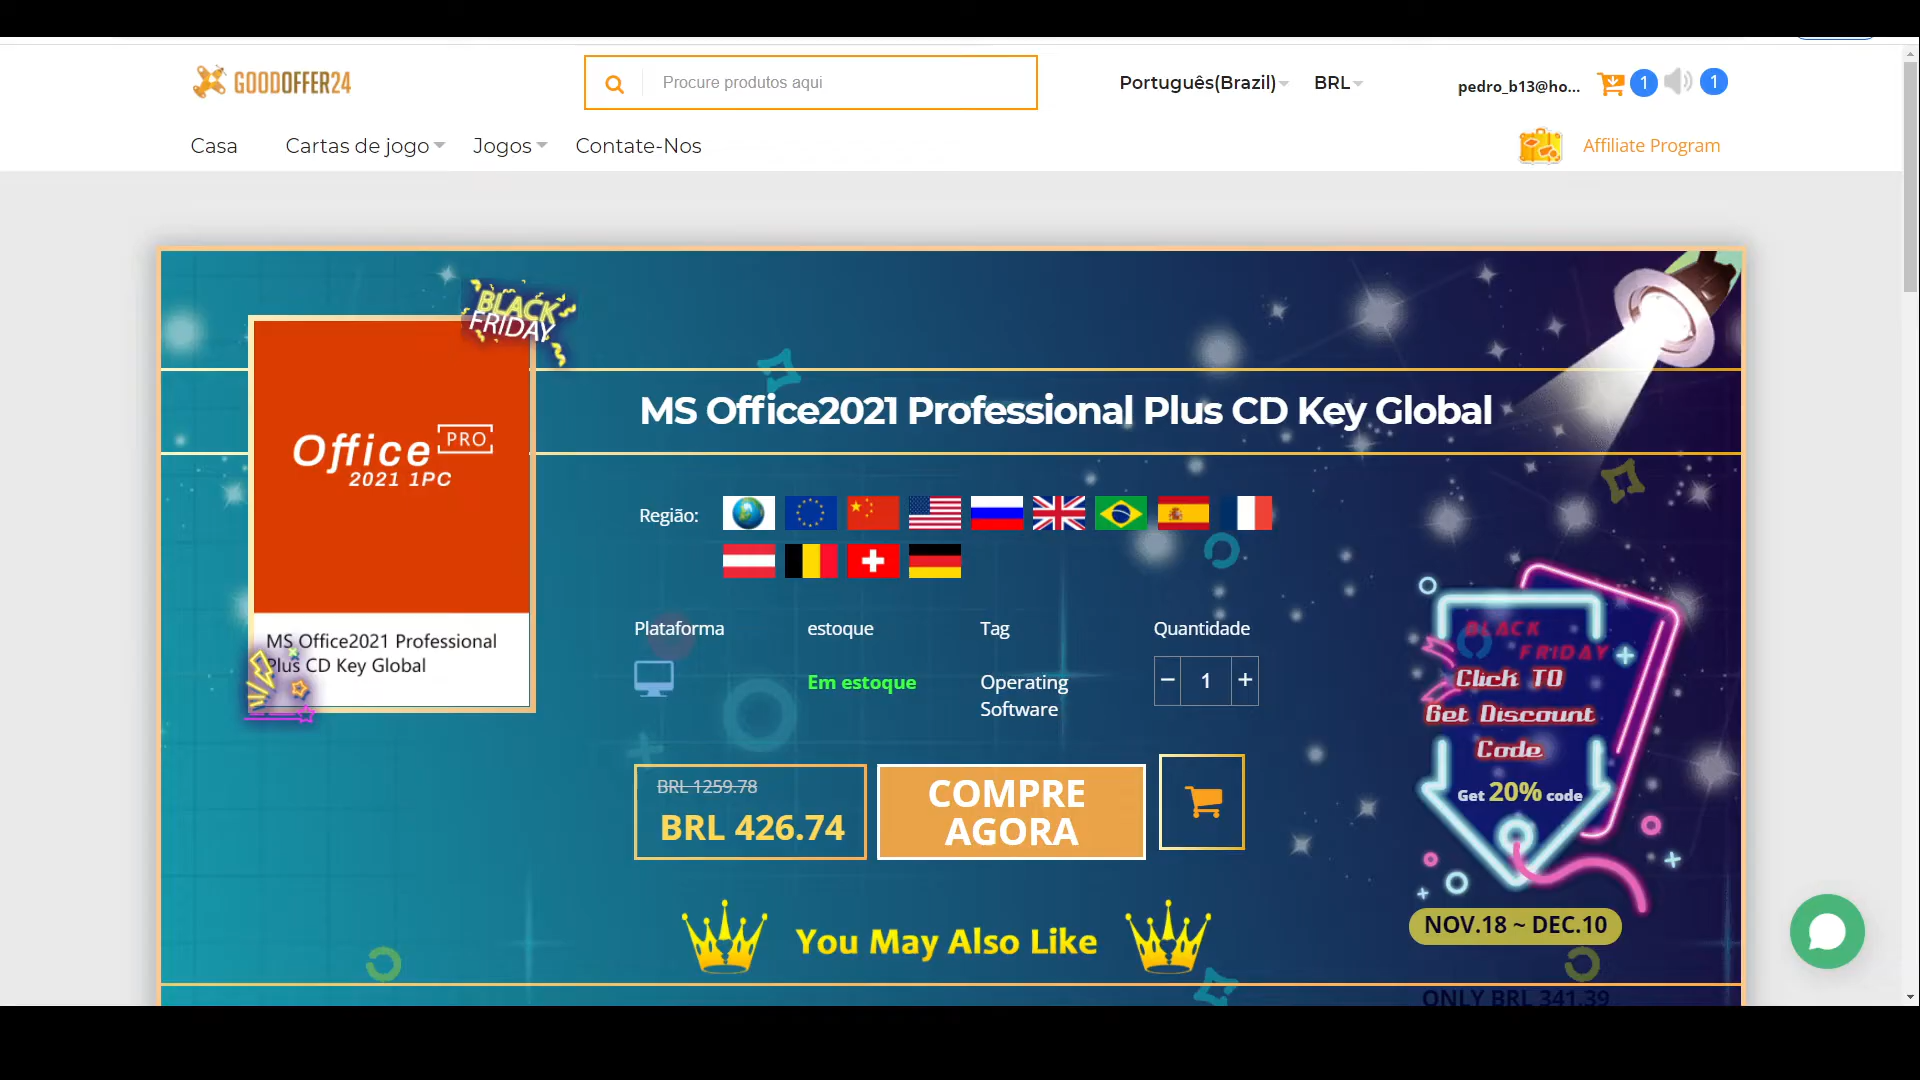 GOODOFFER24
Procure produtos aqui
Português(Brazil)
BRL
pedro_b13@ho...
1
1
Casa
Cartas de jogo
Jogos
Contate-Nos
Affiliate Program
BLACK
FRIDAY
Office PRO
2021 1PC
MS Office2021 Professional
Plus CD Key Global
MS Office2021 Professional Plus CD Key Global
Região:
Plataforma
estoque
Tag
Quantidade
Em estoque
Operating
Software
1
BRL 1259.78
BRL 426.74
COMPRE
AGORA
BLACK
FRIDAY
Click TO
Get Discount
Code
Get 20% code
NOV.18 ~ DEC.10
ONLY BRL 341.39
You May Also Like